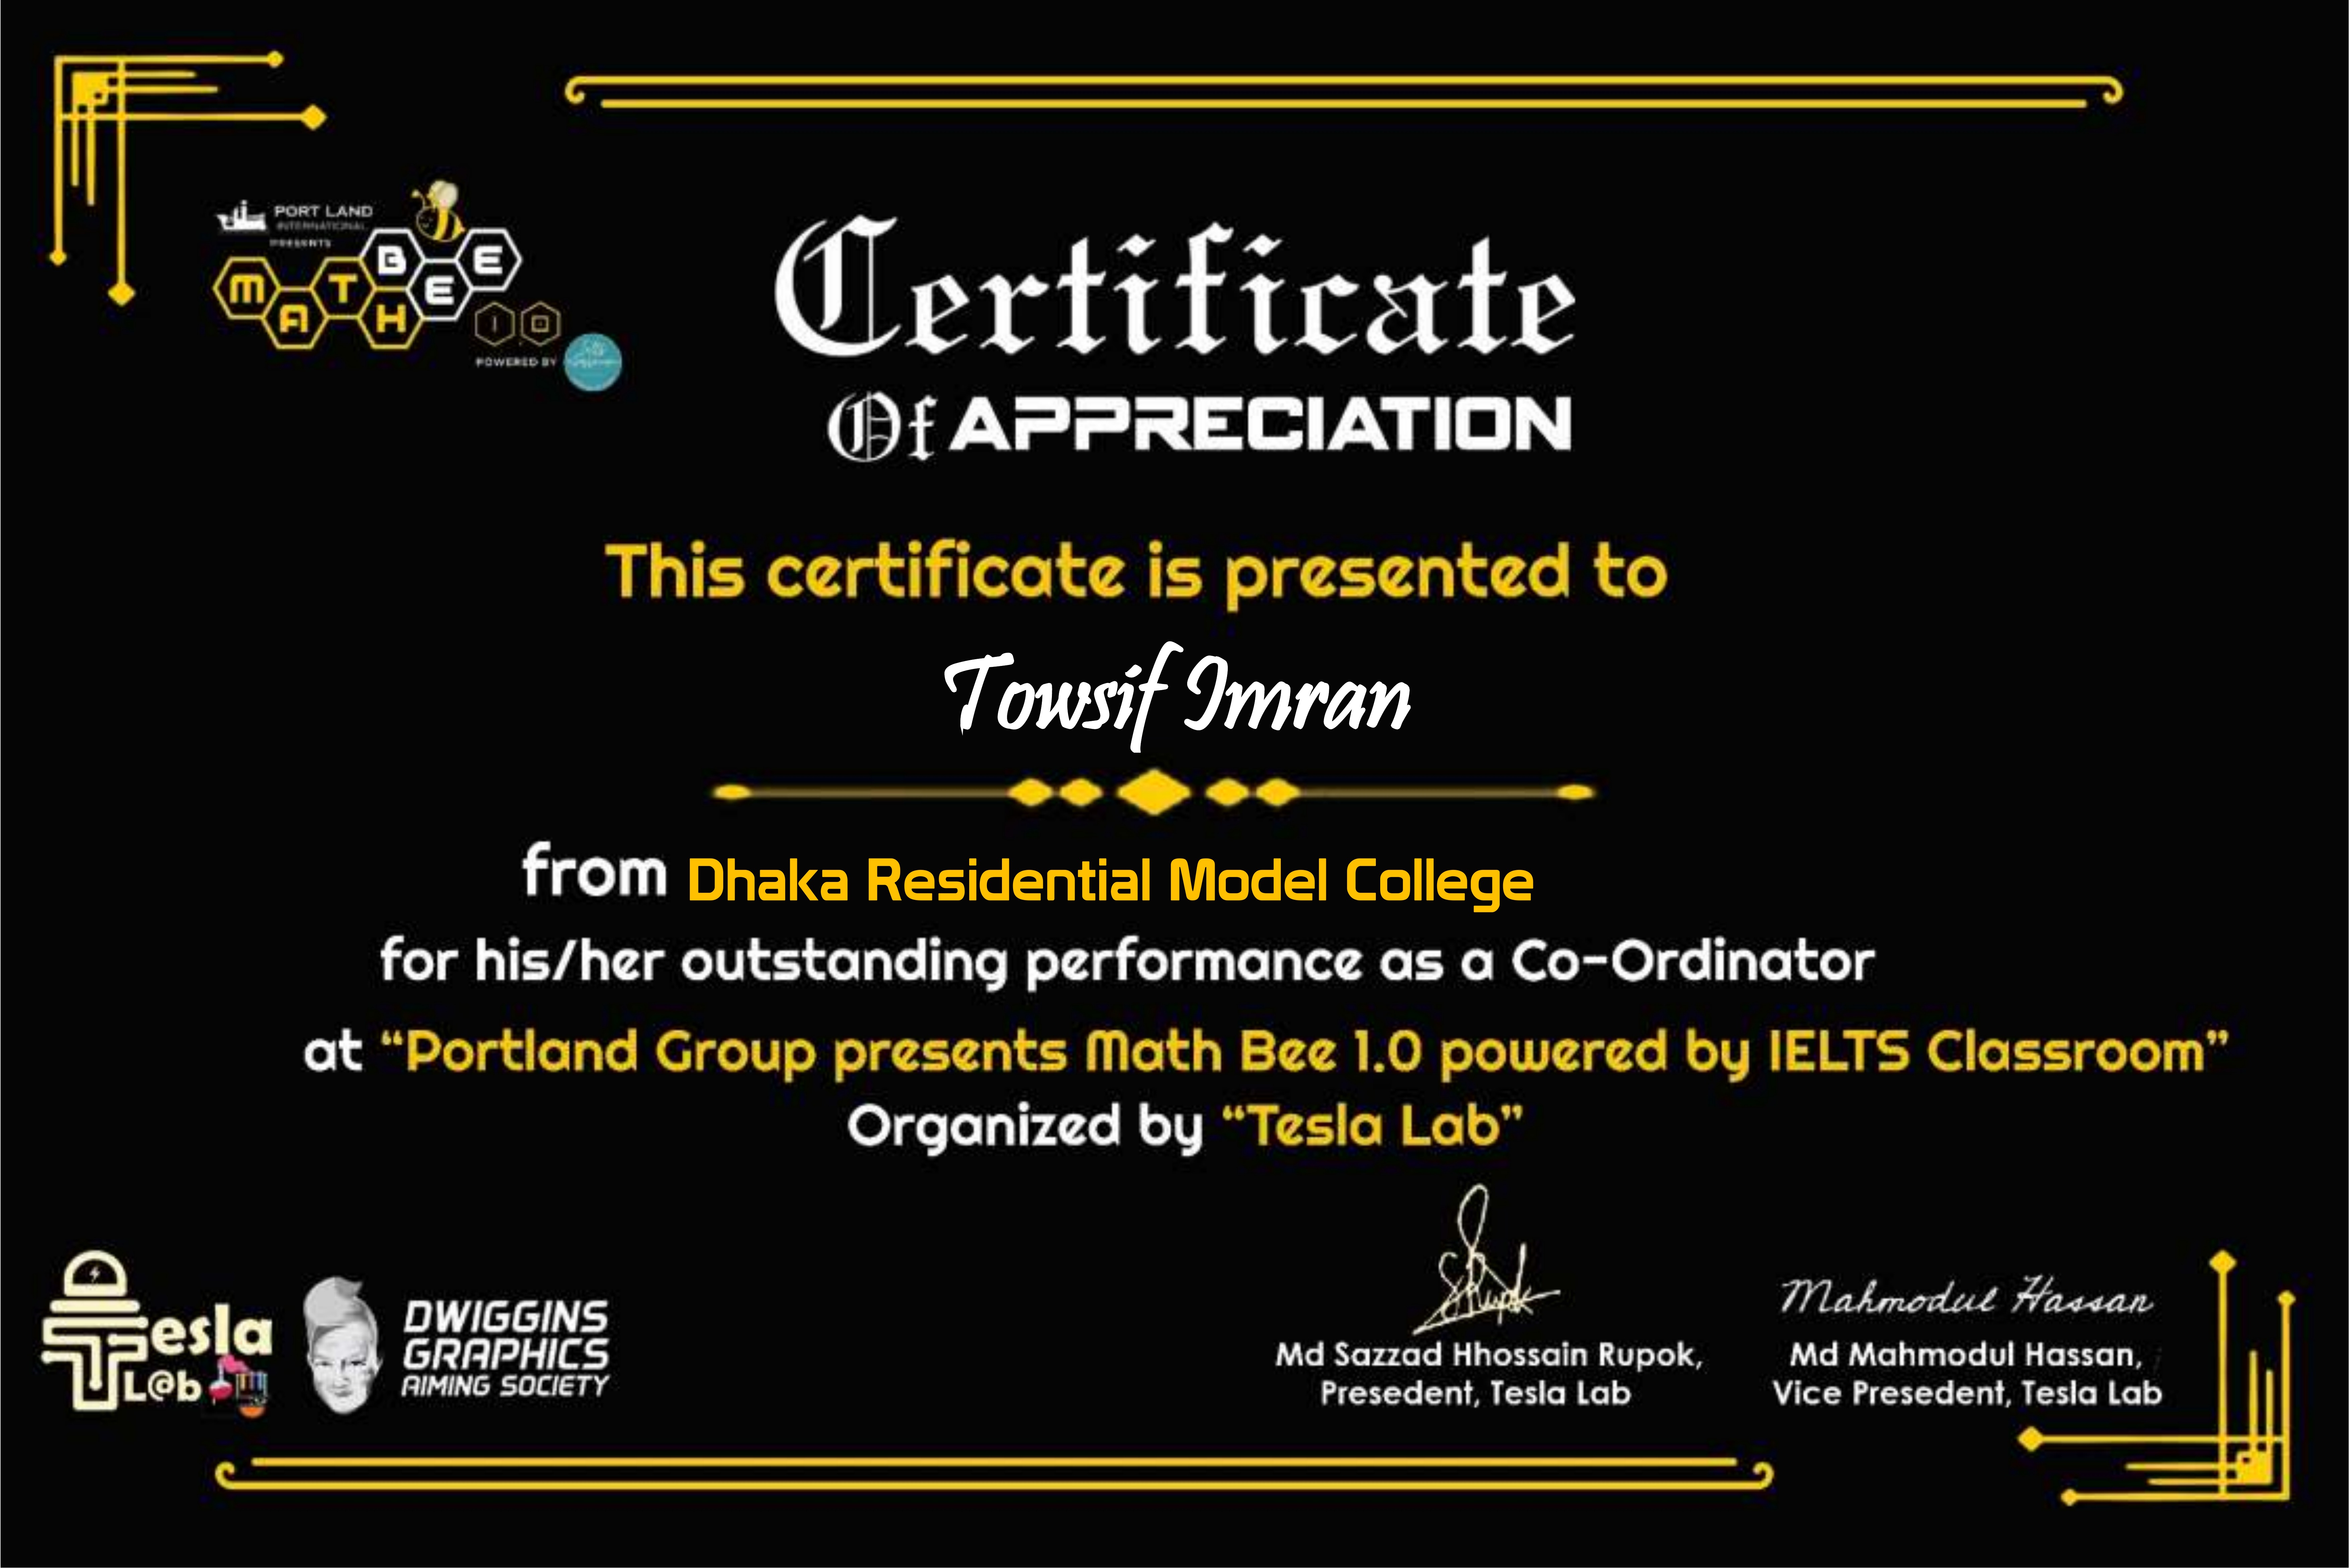 PORT LAND
INTERNATIONAL
PRESENTS
MATH BEE
1.0
POWERED BY
Certificate
Of APPRECIATION
This certificate is presented to
Towsif Imran
from Dhaka Residential Model College
for his/her outstanding performance as a Co-Ordinator
at “Portland Group presents Math Bee 1.0 powered by IELTS Classroom”
Organized by “Tesla Lab”
Tesla
L@b
DWIGGINS
GRAPHICS
AIMING SOCIETY
Mahmodul Hassan
Md Sazzad Hhossain Rupok,
Presedent, Tesla Lab
Md Mahmodul Hassan,
Vice Presedent, Tesla Lab